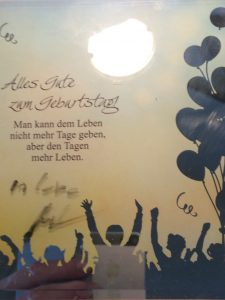 Alles Gute
zum Geburtstag!
Man kann dem Leben
nicht mehr Tage geben,
aber den Tagen
mehr Leben.